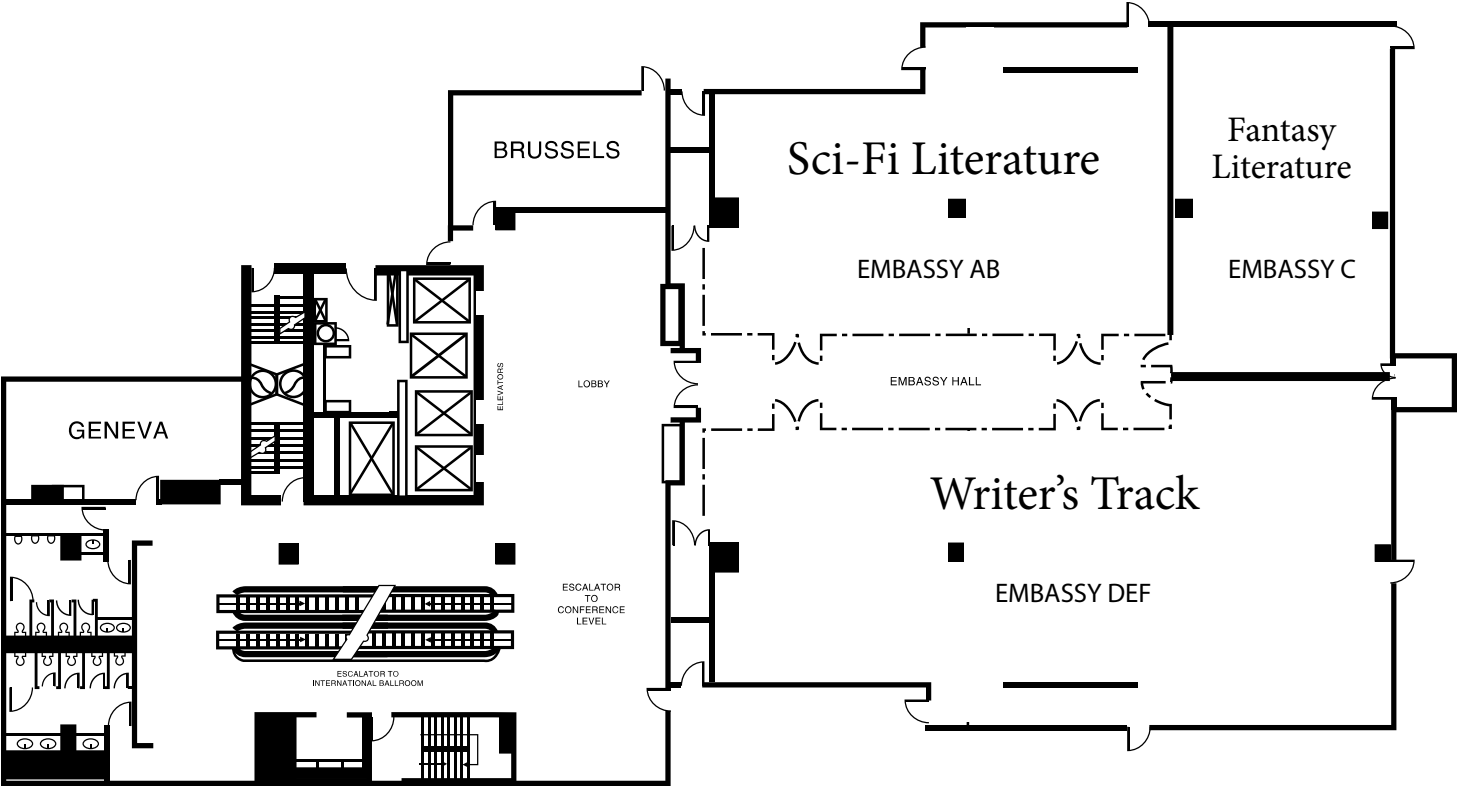 BRUSSELS
Sci-Fi Literature
Fantasy
Literature
EMBASSY AB
EMBASSY C
ELEVATORS
LOBBY
EMBASSY HALL
GENEVA
Writer’s Track
EMBASSY DEF
ESCALATOR
TO
CONFERENCE
LEVEL
ESCALATOR TO
INTERNATIONAL BALLROOM